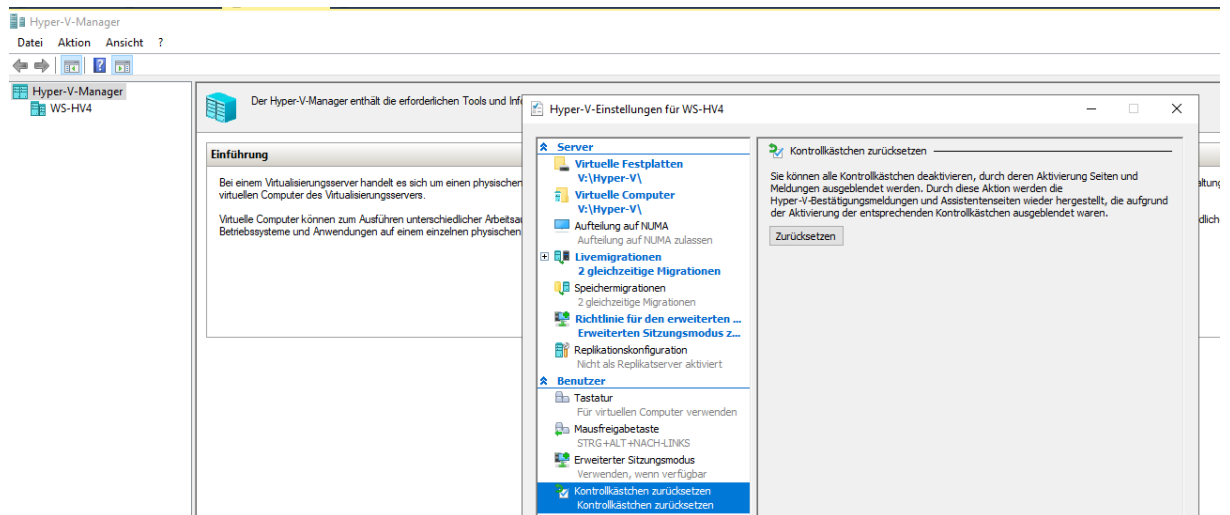 Hyper-V-Manager
Datei Aktion Ansicht ?
Hyper-V-Manager
WS-HV4
Der Hyper-V-Manager enthält die erforderlichen Tools und
Einführung
Bei einem Virtualisierungsserver handelt es sich um einen physischen
virtuellen Computer des Virtualisierungsservers.
Virtuelle Computer können zum Ausführen unterschiedlicher
Betriebssysteme und Anwendungen auf einem einzelnen physischen
Hyper-V-Einstellungen für WS-HV4
Server
Virtuelle Festplatten
V:\Hyper-V\
Virtuelle Computer
V:\Hyper-V\
Aufteilung auf NUMA
Aufteilung auf NUMA zulassen
Livemigrationen
2 gleichzeitige Migrationen
Speichermigrationen
2 gleichzeitige Migrationen
Richtlinie für den erweiterten ...
Erweiterten Sitzungsmodus z...
Replikationskonfiguration
Nicht als Replikatserver aktiviert
Benutzer
Tastatur
Für virtuellen Computer verwenden
Mausfreigabetaste
STRG+ALT+NACH-LINKS
Erweiterter Sitzungsmodus
Verwenden, wenn verfügbar
Kontrollkästchen zurücksetzen
Kontrollkästchen zurücksetzen
Kontrollkästchen zurücksetzen
Sie können alle Kontrollkästchen deaktivieren, durch deren Aktivierung Seiten und
Meldungen ausgeblendet werden. Durch diese Aktion werden die
Hyper-V-Bestätigungsmeldungen und Assistentenseiten wieder hergestellt, die aufgrund
der Aktivierung der entsprechenden Kontrollkästchen ausgeblendet waren.
Zurücksetzen